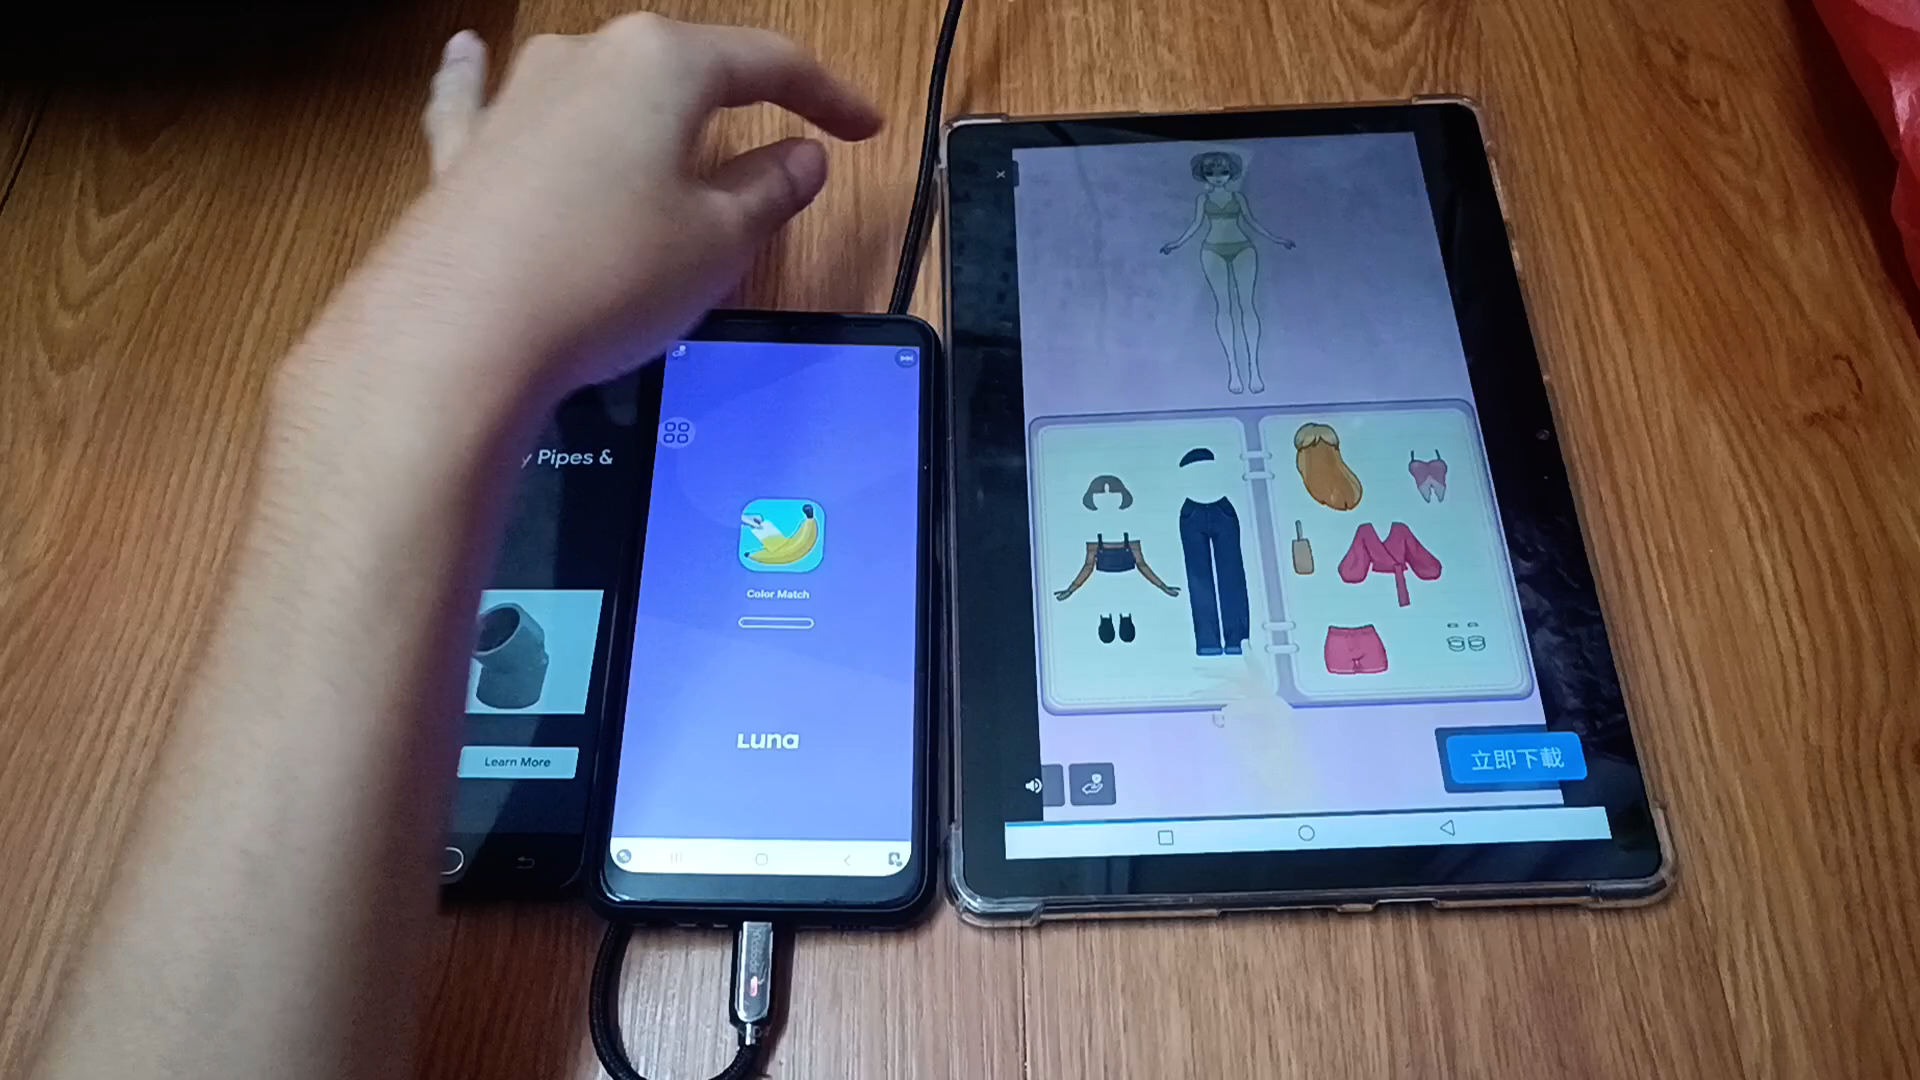 Pipes &
Learn More
Color Match
Luna
立即下載